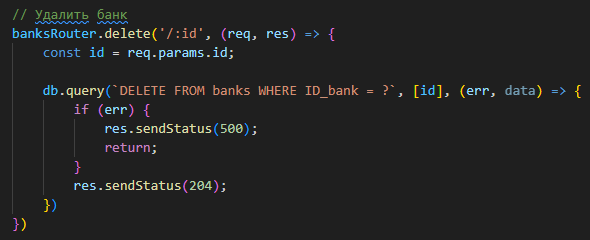 // Удалить банк
banksRouter.delete('/:id', (req, res) => {
    const id = req.params.id;

    db.query(`DELETE FROM banks WHERE ID_bank = ?`, [id], (err, data) => {
        if (err) {
            res.sendStatus(500);
            return;
        }
        res.sendStatus(204);
    })
})